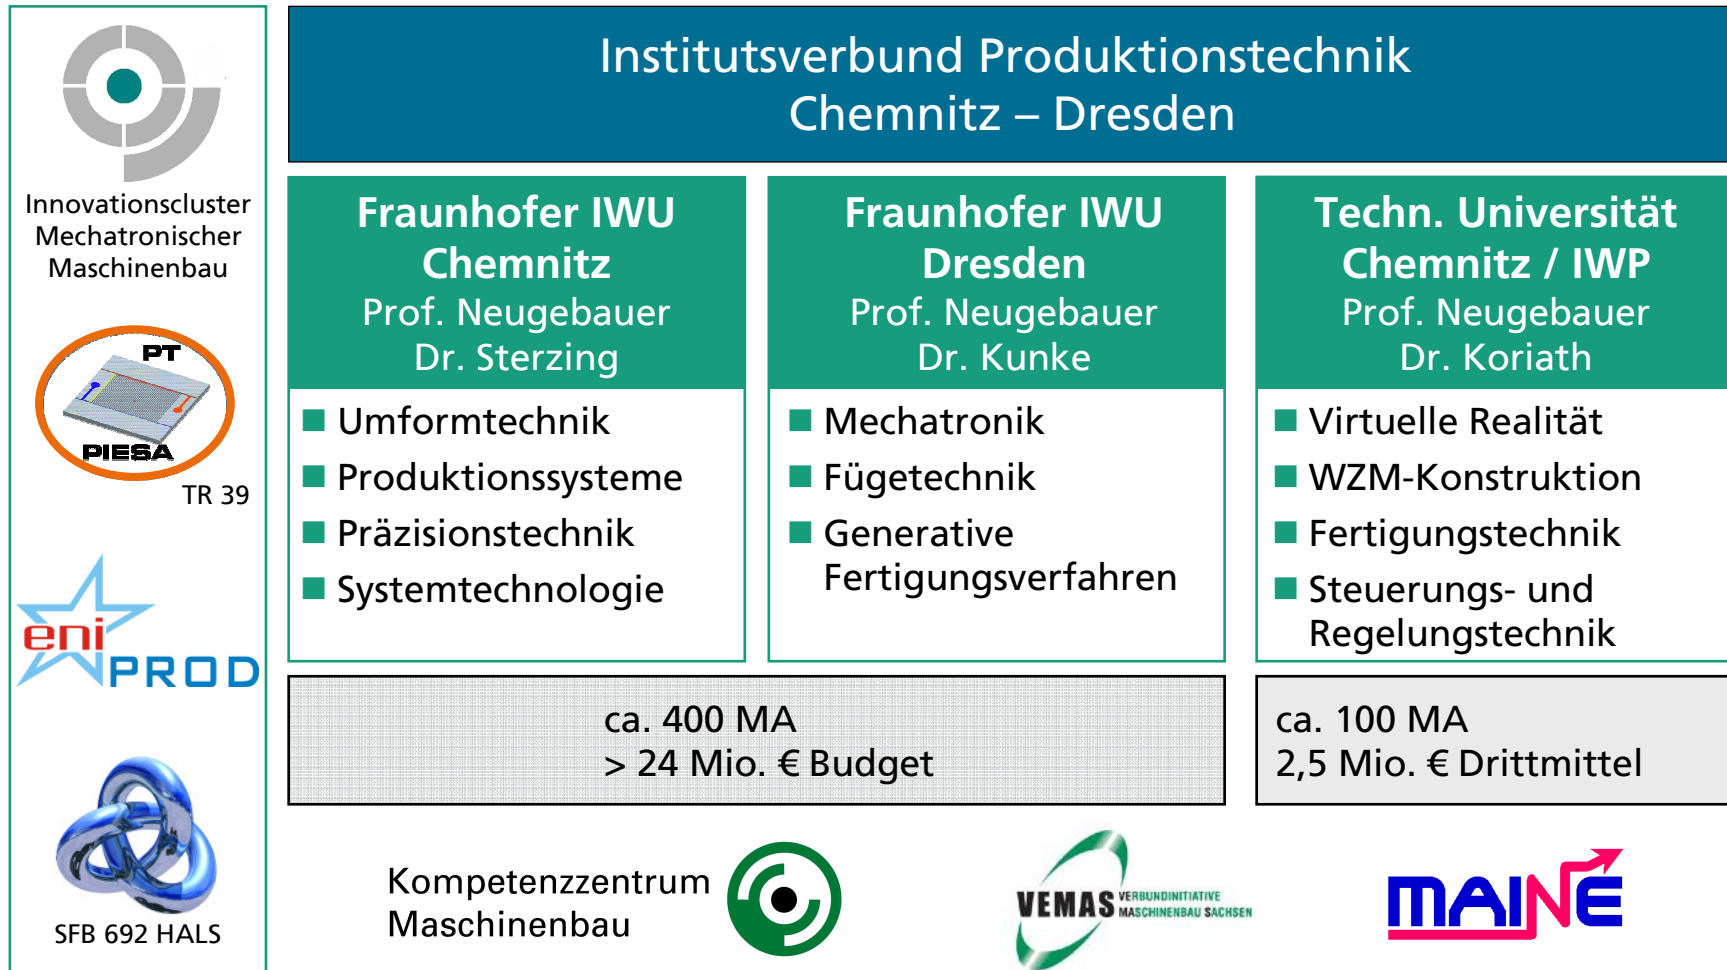 Institutsverbund Produktionstechnik
Chemnitz – Dresden
Innovationscluster
Mechatronischer
Maschinenbau
PT
PIESA
TR 39
eni
PROD
SFB 692 HALS
Fraunhofer IWU
Chemnitz
Prof. Neugebauer
Dr. Sterzing
Umformtechnik
Produktionssysteme
Präzisionstechnik
Systemtechnologie
Fraunhofer IWU
Dresden
Prof. Neugebauer
Dr. Kunke
Mechatronik
Fügetechnik
Generative
Fertigungsverfahren
Techn. Universität
Chemnitz / IWP
Prof. Neugebauer
Dr. Koriath
Virtuelle Realität
WZM-Konstruktion
Fertigungstechnik
Steuerungs- und
Regelungstechnik
ca. 400 MA
> 24 Mio. € Budget
ca. 100 MA
2,5 Mio. € Drittmittel
Kompetenzzentrum
Maschinenbau
VEMAS VERBUNDINITIATIVE
MASCHINENBAU SACHSEN
MAINE